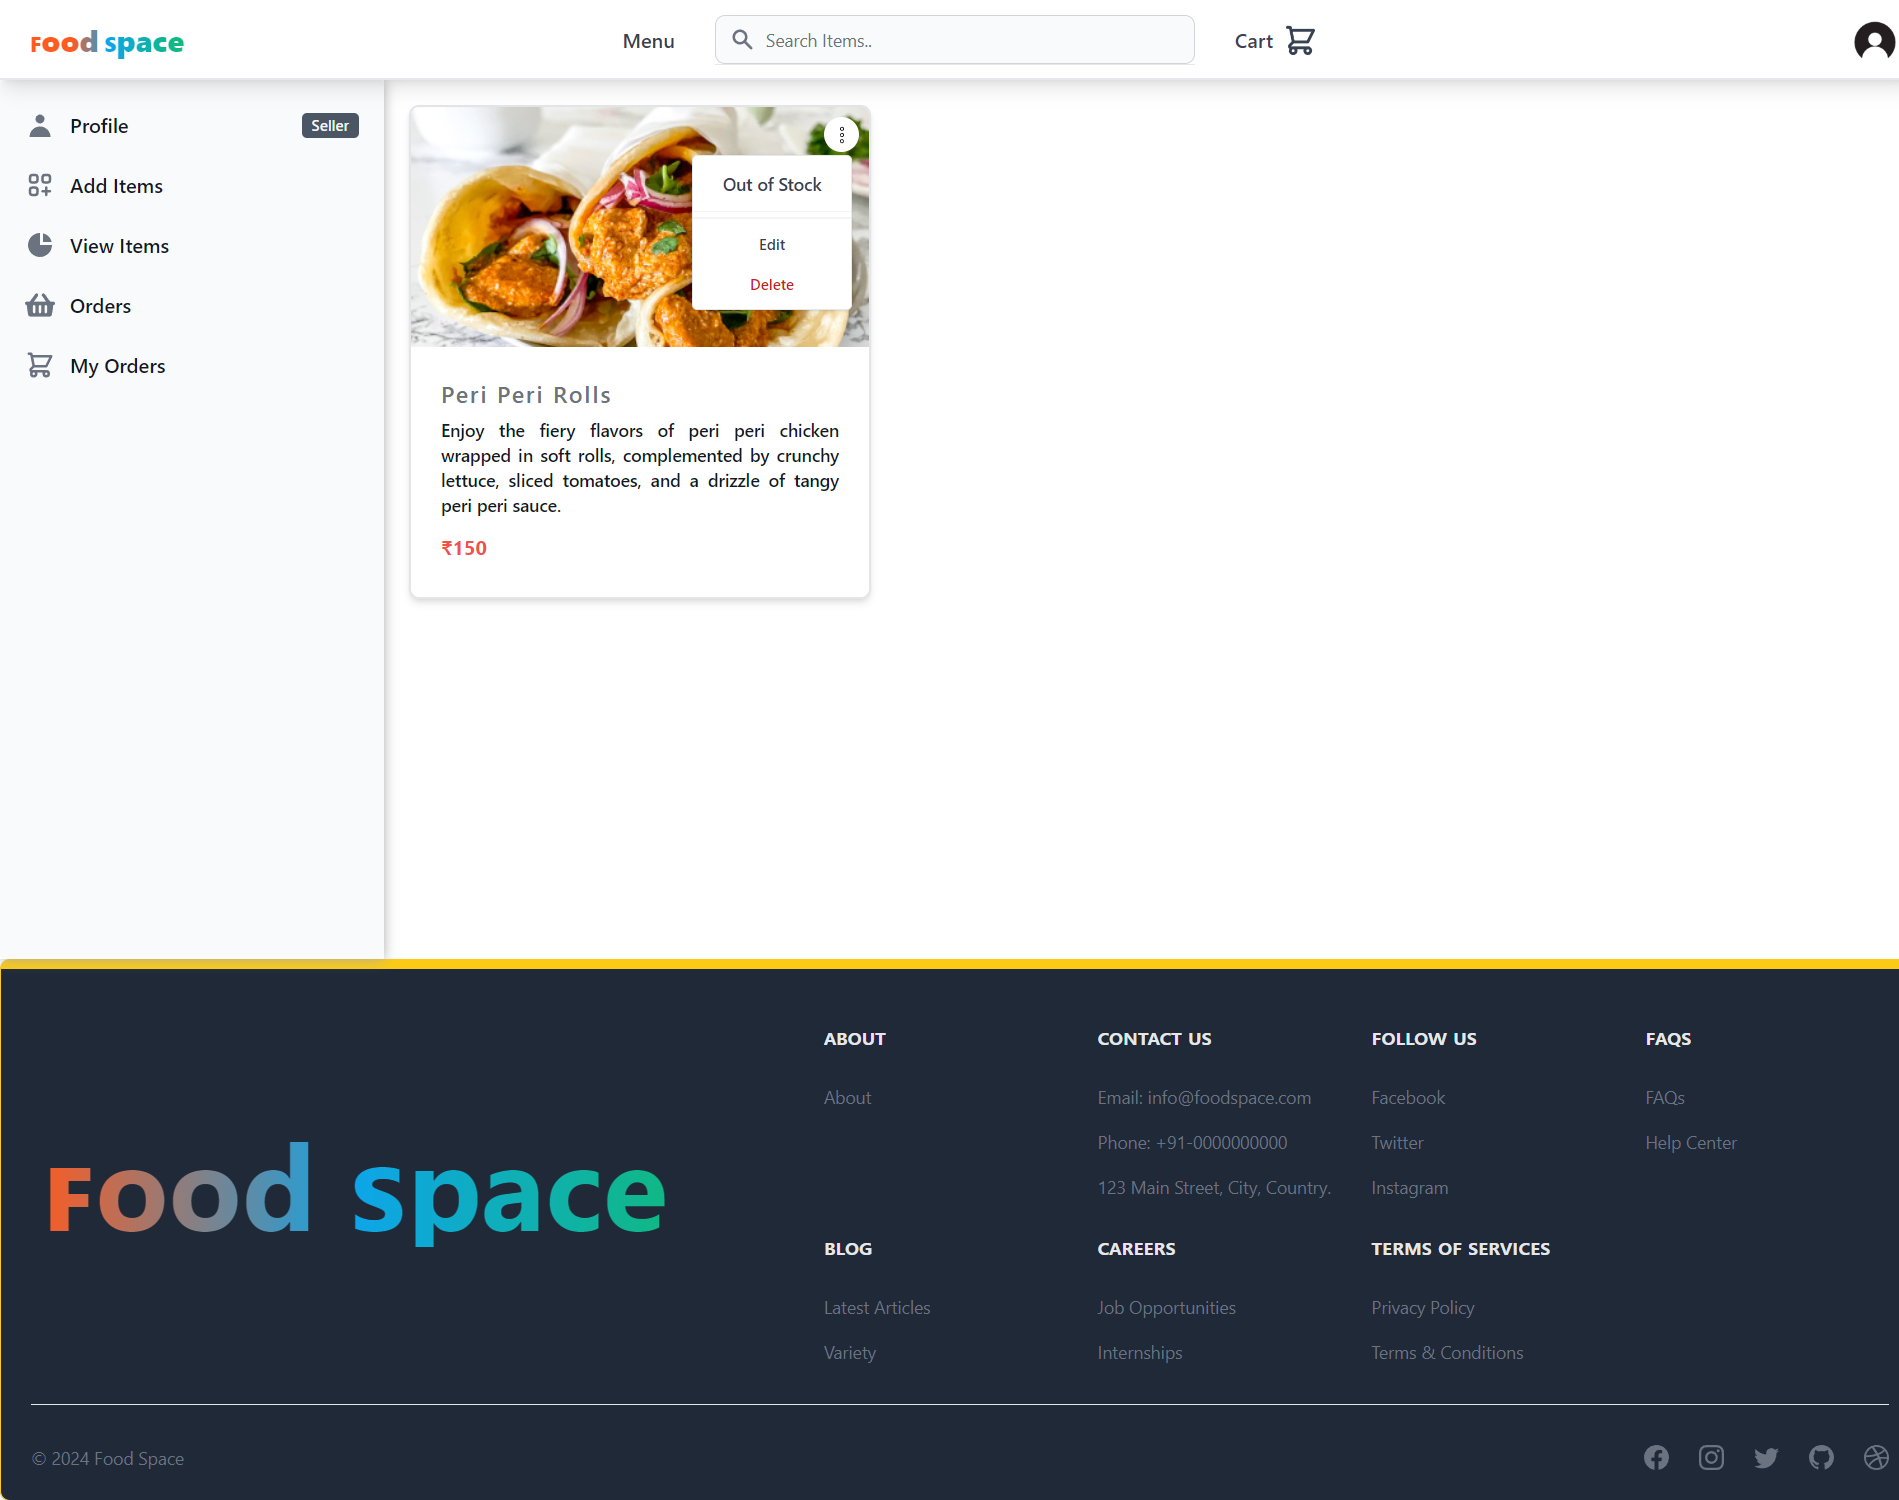 Food space
Menu
Search Items..
Cart
Profile
Seller
Add Items
View Items
Orders
My Orders
Out of Stock
Edit
Delete
Peri Peri Rolls
Enjoy the fiery flavors of peri peri chicken
wrapped in soft rolls, complemented by crunchy
lettuce, sliced tomatoes, and a drizzle of tangy
peri peri sauce.
₹150
Food space
ABOUT
About
CONTACT US
Email: info@foodspace.com
Phone: +91-0000000000
123 Main Street, City, Country.
FOLLOW US
Facebook
Twitter
Instagram
FAQS
FAQs
Help Center
BLOG
Latest Articles
Variety
CAREERS
Job Opportunities
Internships
TERMS OF SERVICES
Privacy Policy
Terms & Conditions
© 2024 Food Space